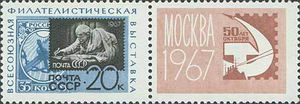 ВСЕСОЮЗНАЯ
ФИЛАТЕЛИСТИЧЕСКАЯ
ВЫСТАВКА
ПОЧТА
СССР
20к
МОСКВА
1967
50 ЛЕТ
ОКТЯБРЯ